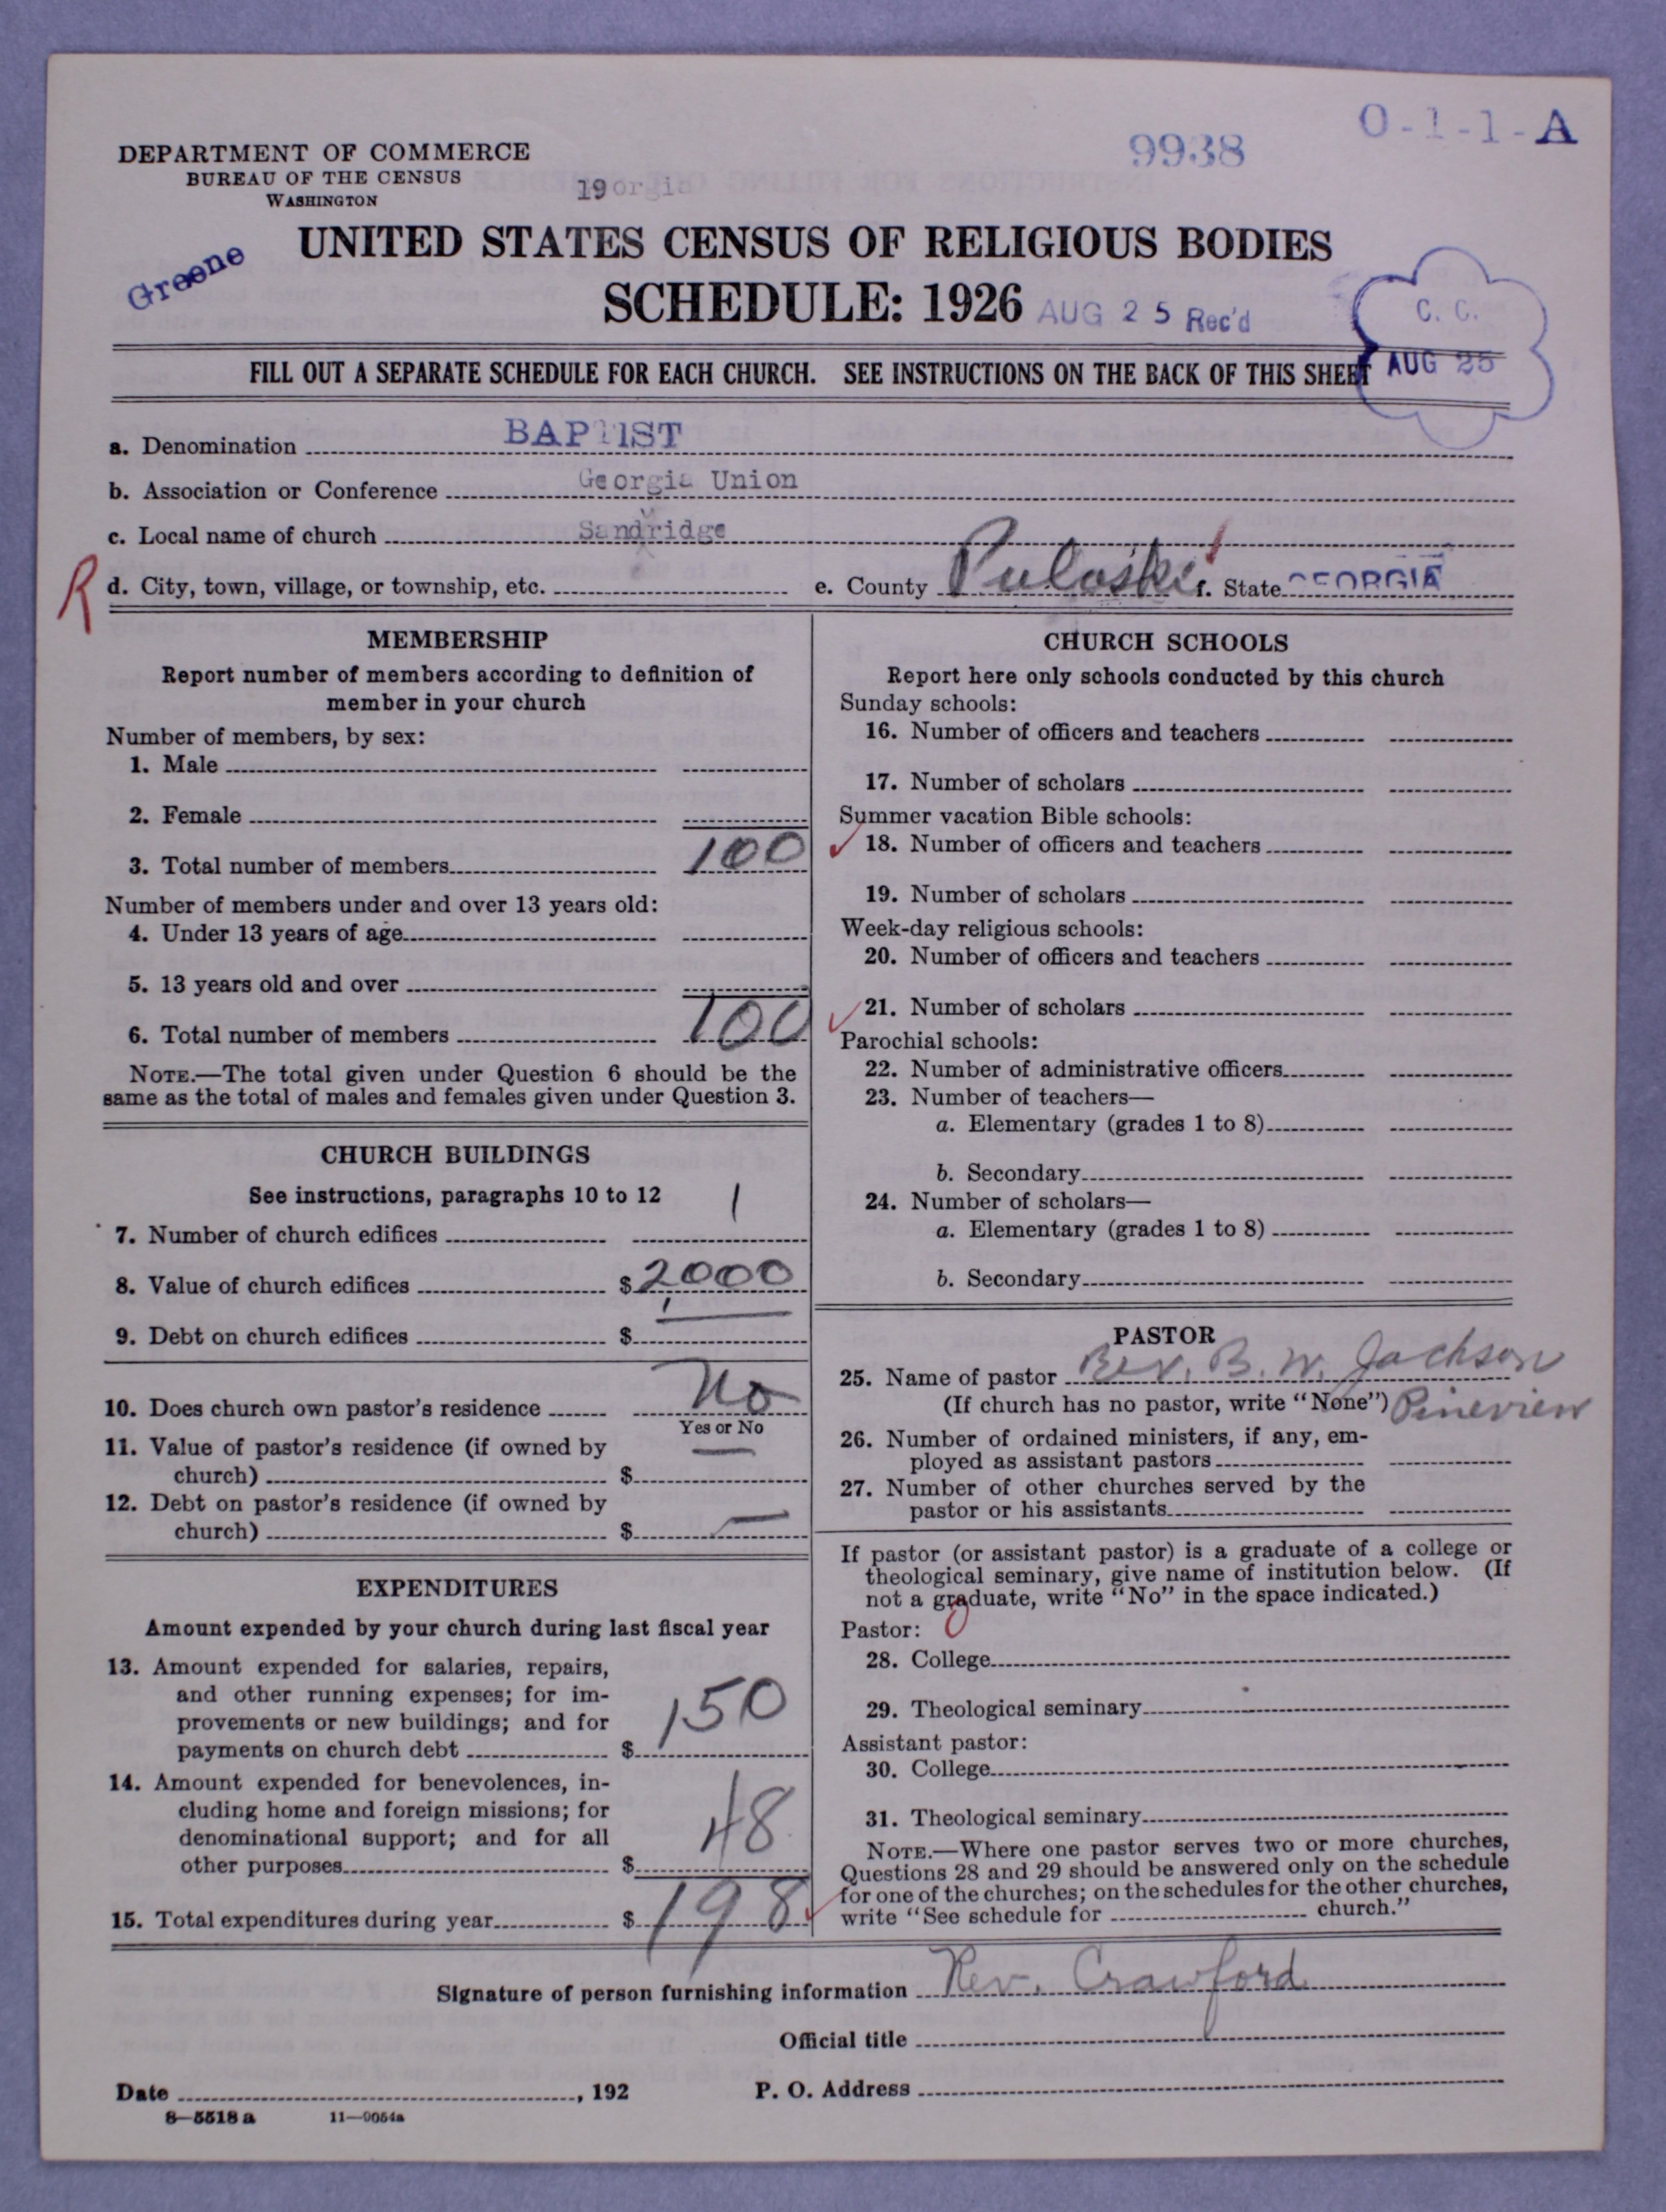 O-1-1-A
9938
DEPARTMENT OF COMMERCE
BUREAU OF THE CENSUS
WASHINGTON
19orgia
Greene
UNITED STATES CENSUS OF RELIGIOUS BODIES
SCHEDULE: 1926
AUG 25 Rec'd
C. C.
AUG 25
FILL OUT A SEPARATE SCHEDULE FOR EACH CHURCH. SEE INSTRUCTIONS ON THE BACK OF THIS SHEET
a. Denomination BAPTIST
b. Association or Conference Georgia Union
c. Local name of church Sandridge
R
d. City, town, village, or township, etc. e. County Pulaski f. State GEORGIA
MEMBERSHIP
Report number of members according to definition of
member in your church
Number of members, by sex:
1. Male
2. Female
3. Total number of members 100
Number of members under and over 13 years old:
4. Under 13 years of age
5. 13 years old and over
6. Total number of members 100
NOTE.—The total given under Question 6 should be the
same as the total of males and females given under Question 3.
CHURCH BUILDINGS
See instructions, paragraphs 10 to 12
7. Number of church edifices 1
8. Value of church edifices $2000
9. Debt on church edifices $—
10. Does church own pastor's residence No
Yes or No
11. Value of pastor's residence (if owned by
church) $—
12. Debt on pastor's residence (if owned by
church) $—
EXPENDITURES
Amount expended by your church during last fiscal year
13. Amount expended for salaries, repairs,
and other running expenses; for im-
provements or new buildings; and for
payments on church debt $150
14. Amount expended for benevolences, in-
cluding home and foreign missions; for
denominational support; and for all
other purposes $48
15. Total expenditures during year $198
CHURCH SCHOOLS
Report here only schools conducted by this church
Sunday schools:
16. Number of officers and teachers
17. Number of scholars
Summer vacation Bible schools:
18. Number of officers and teachers
19. Number of scholars
Week-day religious schools:
20. Number of officers and teachers
21. Number of scholars
Parochial schools:
22. Number of administrative officers
23. Number of teachers—
a. Elementary (grades 1 to 8)
b. Secondary
24. Number of scholars—
a. Elementary (grades 1 to 8)
b. Secondary
PASTOR
25. Name of pastor Rev. B. W. Jackson
(If church has no pastor, write "None") Pineview
26. Number of ordained ministers, if any, em-
ployed as assistant pastors
27. Number of other churches served by the
pastor or his assistants
If pastor (or assistant pastor) is a graduate of a college or
theological seminary, give name of institution below. (If
not a graduate, write "No" in the space indicated.)
Pastor: 0
28. College
29. Theological seminary
Assistant pastor:
30. College
31. Theological seminary
NOTE.—Where one pastor serves two or more churches,
Questions 28 and 29 should be answered only on the schedule
for one of the churches; on the schedules for the other churches,
write "See schedule for church."
Signature of person furnishing information Rev. Crawford
Official title
Date , 192 P. O. Address
8—5518 a 11—9054a